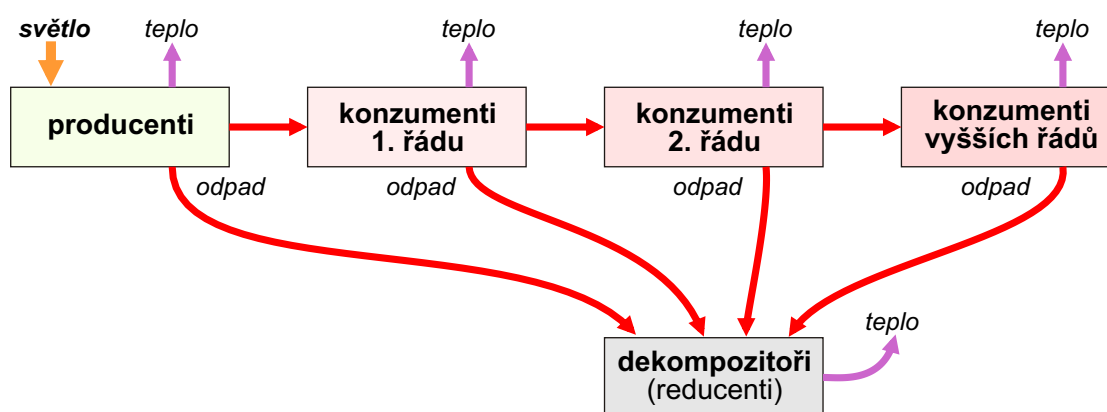 světlo
teplo
teplo
teplo
teplo
producenti
konzumenti
1. řádu
konzumenti
2. řádu
konzumenti
vyšších řádů
odpad
odpad
odpad
odpad
teplo
dekompozitoři
(reducenti)